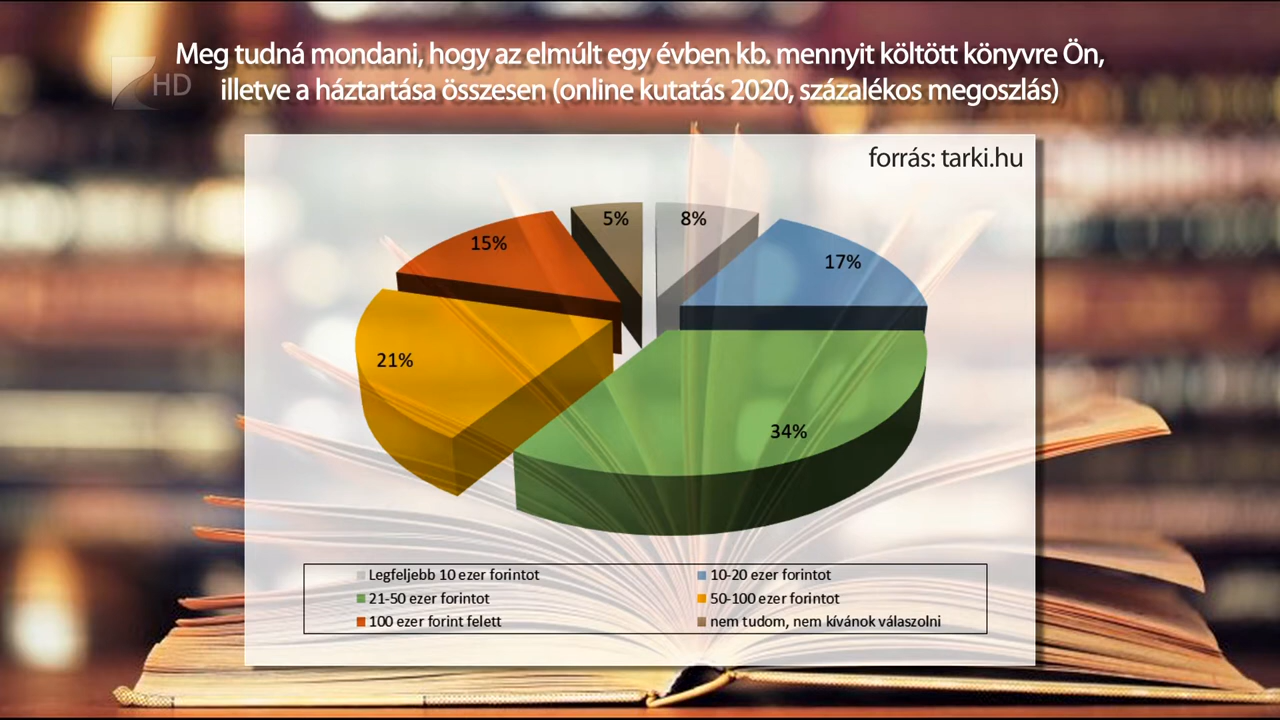 Meg tudná mondani, hogy az elmúlt egy évben kb. mennyit költött könyvre Ön,
illetve a háztartása összesen (online kutatás 2020, százalékos megoszlás)
HD
forrás: tarki.hu
5%
8%
15%
17%
21%
34%
Legfeljebb 10 ezer forintot
10-20 ezer forintot
21-50 ezer forintot
50-100 ezer forintot
100 ezer forint felett
nem tudom, nem kívánok válaszolni